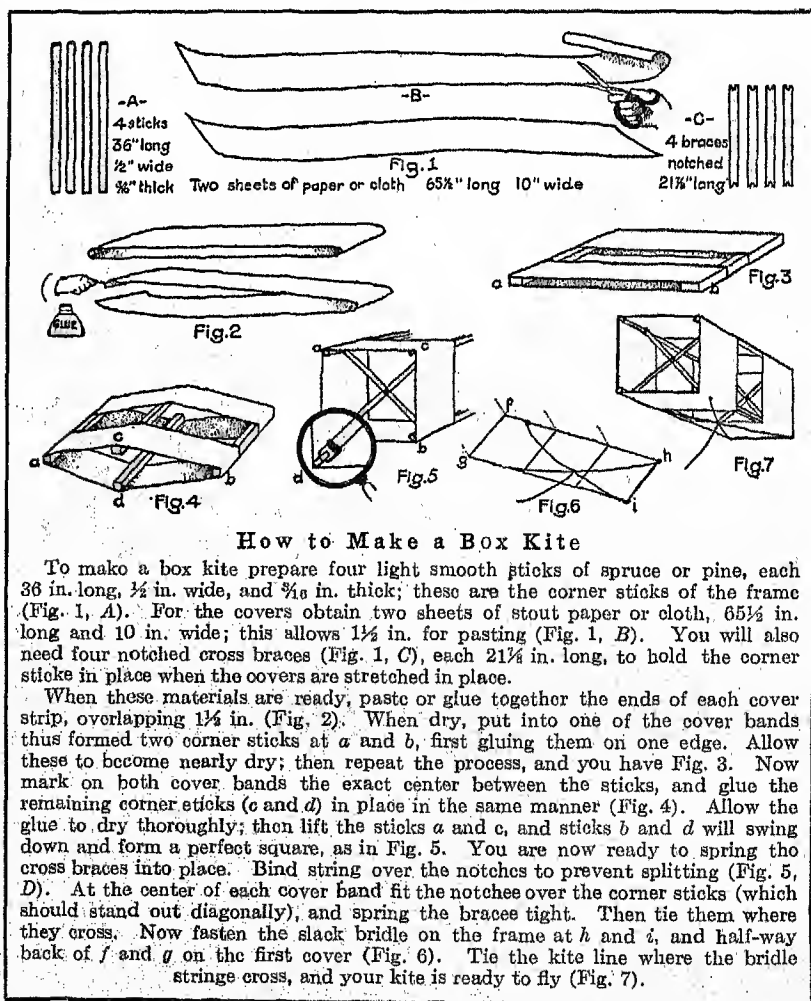 -A-
4 sticks
36" long
½" wide
⅝" thick
-B-
Fig.1
Two sheets of paper or cloth 65½" long 10" wide
-C-
4 braces
notched
21⅛" long
GLUE
Fig.2
a
b
Fig.3
a
c
b
d
Fig.4
a
c
b
d
Fig.5
f
g
h
i
Fig.6
Fig.7
How to Make a Box Kite
To make a box kite prepare four light smooth sticks of spruce or pine, each
36 in. long, ½ in. wide, and 5/16 in. thick; these are the corner sticks of the frame
(Fig. 1, A). For the covers obtain two sheets of stout paper or cloth, 65½ in.
long and 10 in. wide; this allows 1½ in. for pasting (Fig. 1, B). You will also
need four notched cross braces (Fig. 1, C), each 21⅛ in. long, to hold the corner
sticks in place when the covers are stretched in place.
When these materials are ready, paste or glue together the ends of each cover
strip, overlapping 1½ in. (Fig. 2). When dry, put into one of the cover bands
thus formed two corner sticks at a and b, first gluing them on one edge. Allow
these to become nearly dry; then repeat the process, and you have Fig. 3. Now
mark on both cover bands the exact center between the sticks, and glue the
remaining corner sticks (c and d) in place in the same manner (Fig. 4). Allow the
glue to dry thoroughly; then lift the sticks a and c, and sticks b and d will swing
down and form a perfect square, as in Fig. 5. You are now ready to spring the
cross braces into place. Bind string over the notches to prevent splitting (Fig. 5,
D). At the center of each cover band fit the notches over the corner sticks (which
should stand out diagonally), and spring the braces tight. Then tie them where
they cross. Now fasten the slack bridle on the frame at h and i, and half-way
back of f and g on the first cover (Fig. 6). Tie the kite line where the bridle
strings cross, and your kite is ready to fly (Fig. 7).